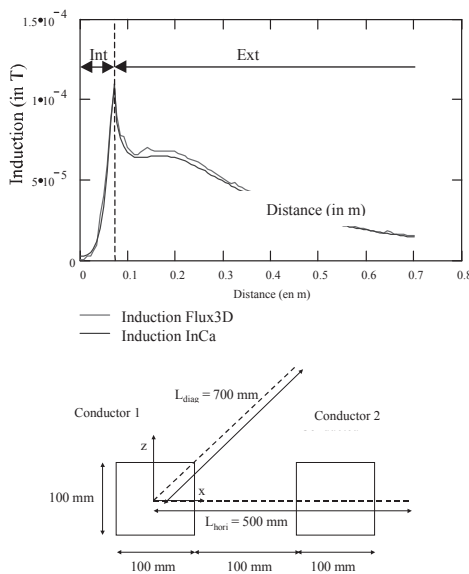 1.5•10⁻⁴
Int
Ext
1•10⁻⁴
Induction (in T)
5•10⁻⁵
Distance (in m)
0
0
0.1
0.2
0.3
0.4
0.5
0.6
0.7
0.8
Distance (en m)
Induction Flux3D
Induction InCa
L_diag = 700 mm
Conductor 1
Conductor 2
z
x
100 mm
L_hori = 500 mm
100 mm
100 mm
100 mm